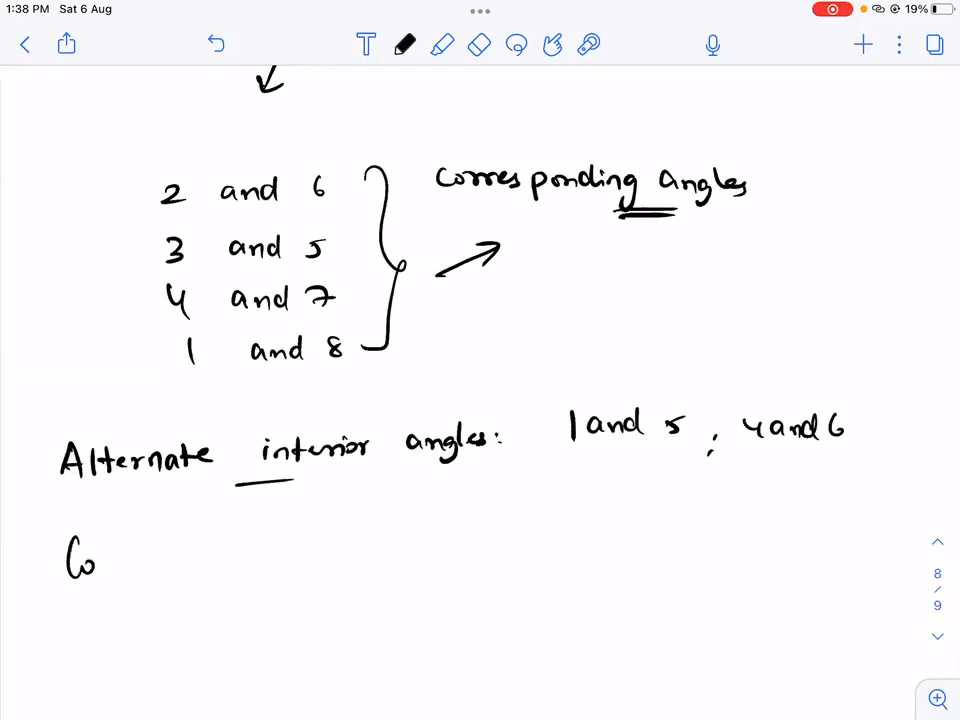 1:38 PM Sat 6 Aug
19%
2 and 6
corresponding angles
3 and 5
4 and 7
1 and 8
Alternate interior angles: 1 and 5 ; 4 and 6
Co
8
/
9